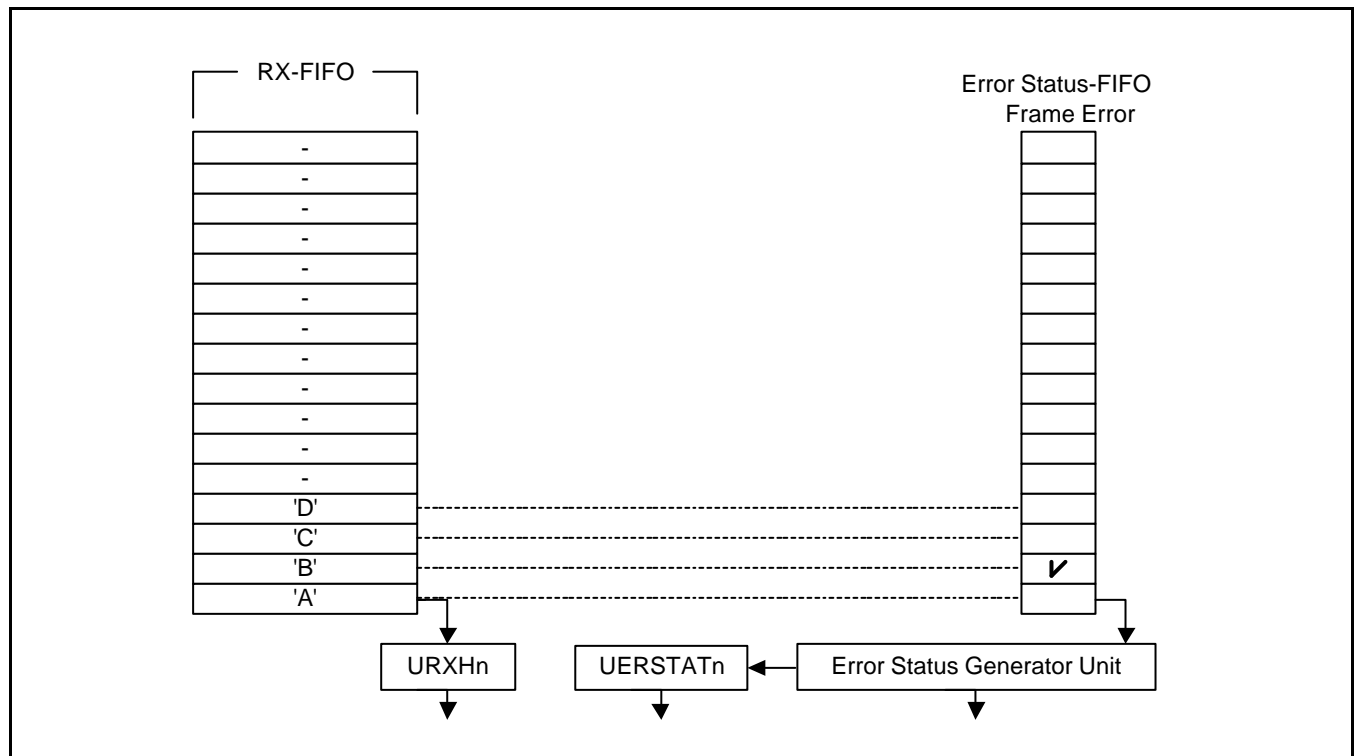 RX-FIFO
Error Status-FIFO
Frame Error
-
-
-
-
-
-
-
-
-
-
-
-
'D'
'C'
'B'
'A'
URXHn
UERSTATn
Error Status Generator Unit